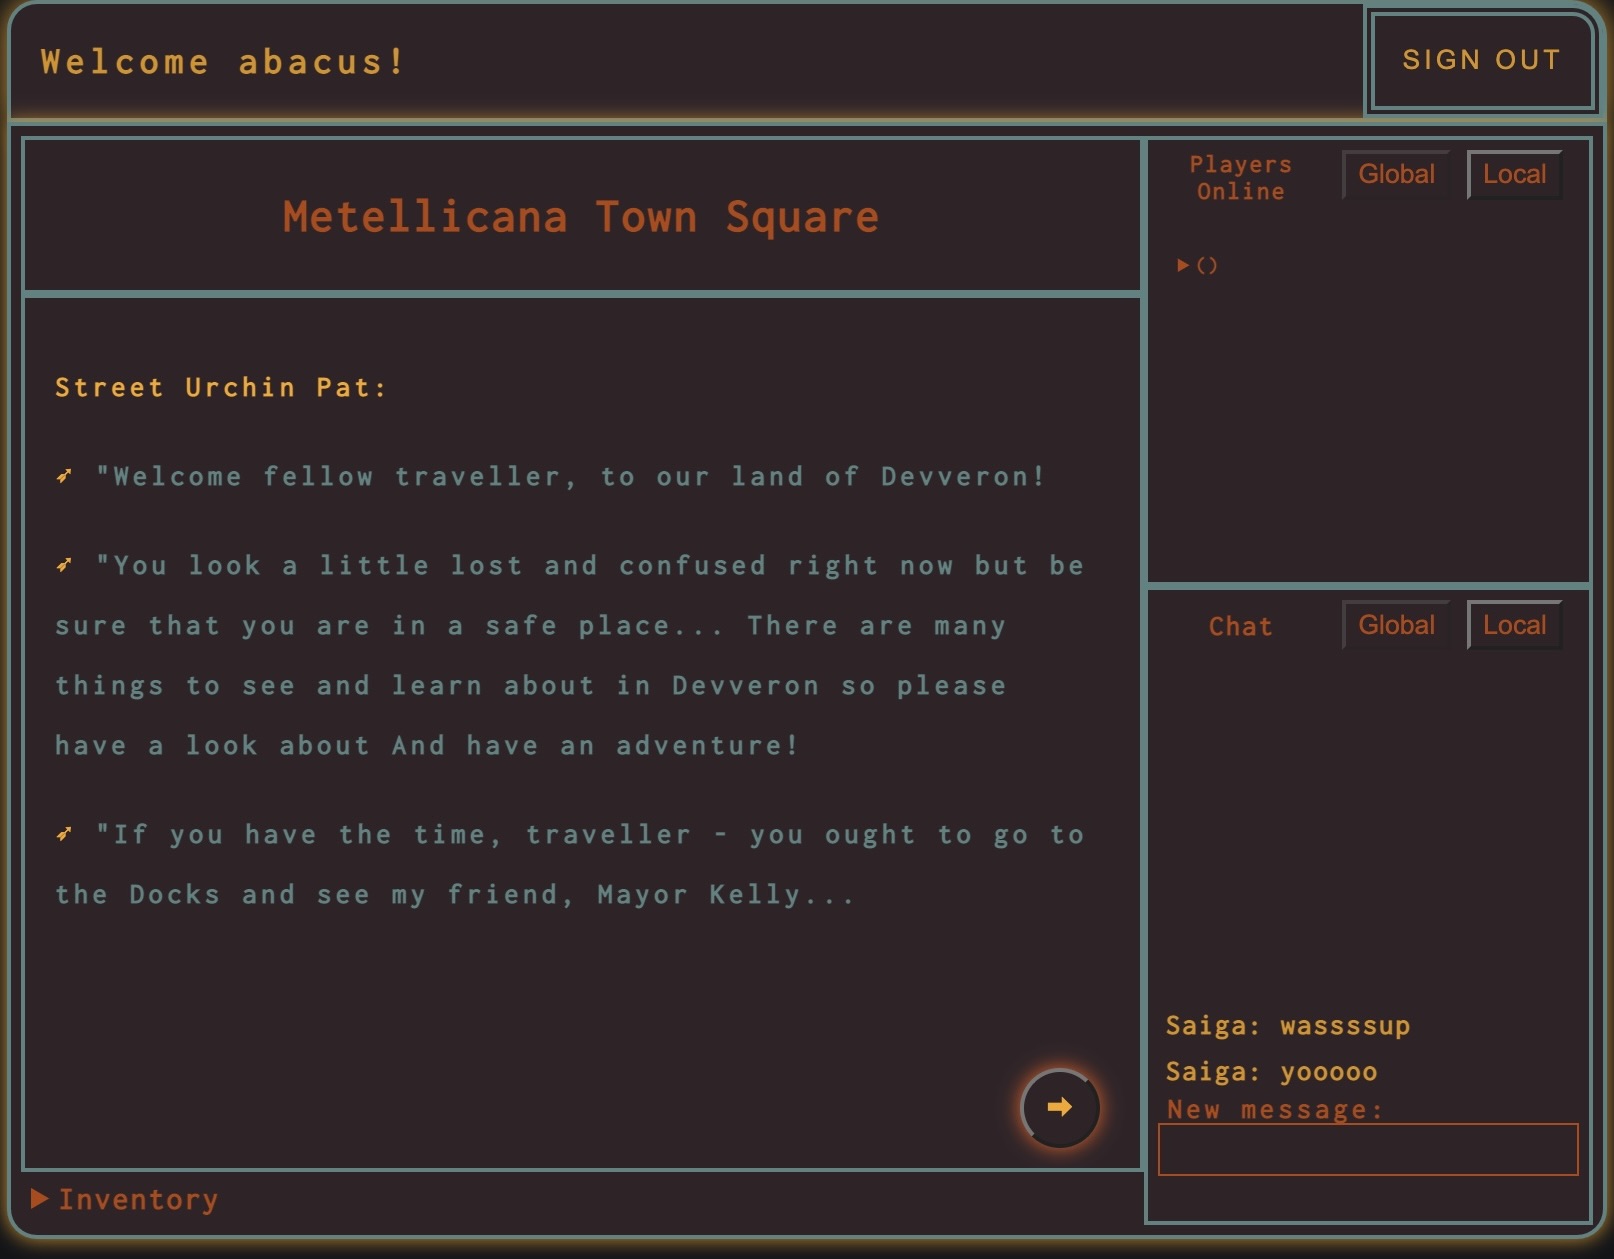 Welcome abacus!
SIGN OUT
Metellicana Town Square
Street Urchin Pat:
➶ "Welcome fellow traveller, to our land of Devveron!
➶ "You look a little lost and confused right now but be
sure that you are in a safe place... There are many
things to see and learn about in Devveron so please
have a look about And have an adventure!
➶ "If you have the time, traveller - you ought to go to
the Docks and see my friend, Mayor Kelly...
Inventory
Players
Online
Global
Local
()
Chat
Global
Local
Saiga: wassssup
Saiga: yooooo
New message: